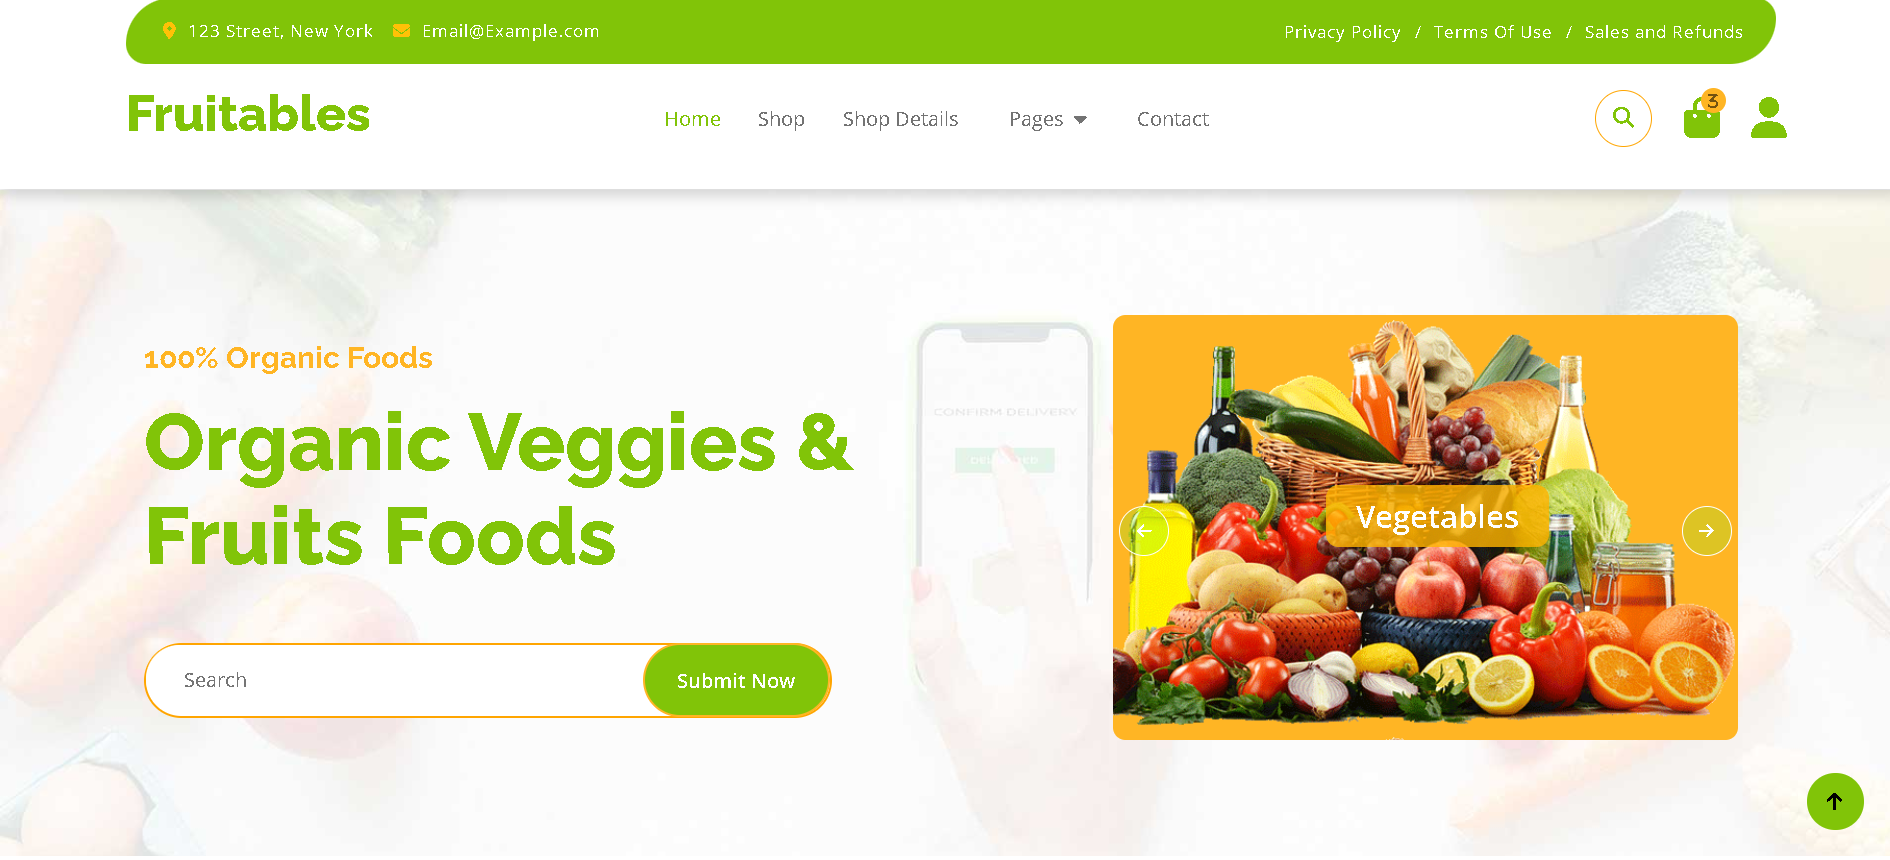 123 Street, New York Email@Example.com Privacy Policy / Terms Of Use / Sales and Refunds
Fruitables Home Shop Shop Details Pages Contact 3
100% Organic Foods
Organic Veggies &
Fruits Foods
CONFIRM DELIVERY
Vegetables
Search Submit Now